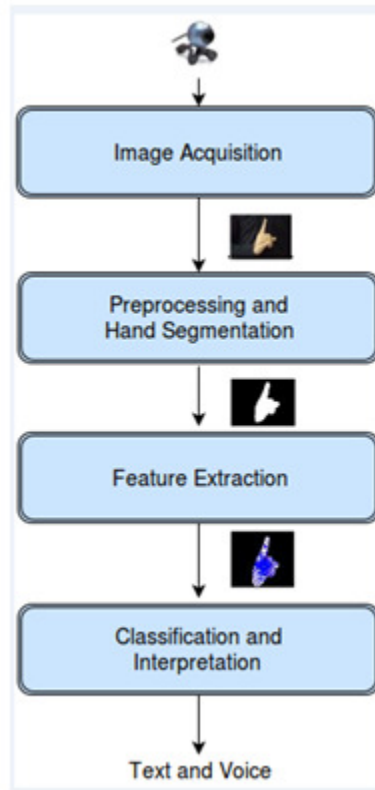 Image Acquisition
Preprocessing and
Hand Segmentation
Feature Extraction
Classification and
Interpretation
Text and Voice